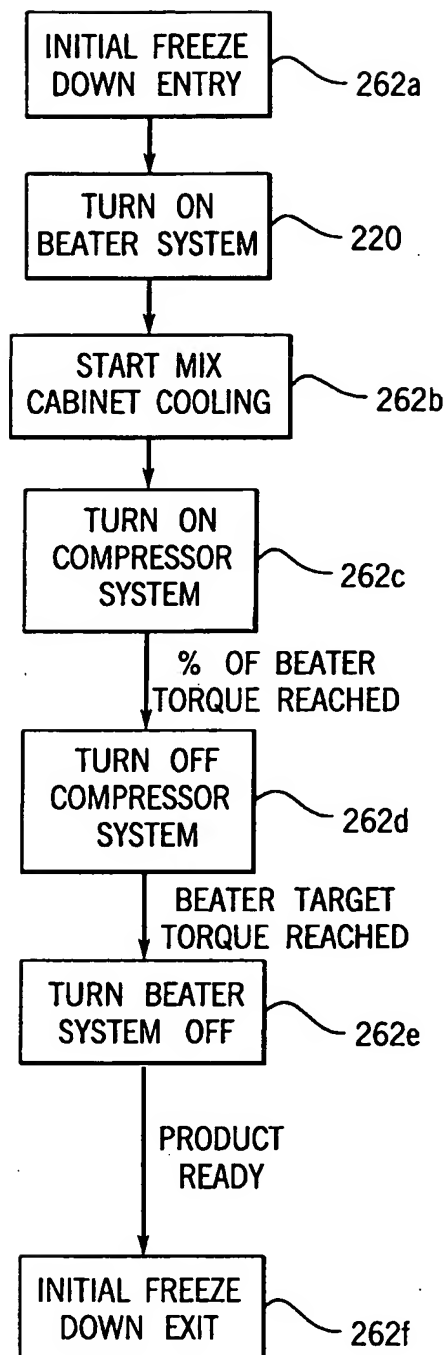 INITIAL FREEZE
DOWN ENTRY
262a
TURN ON
BEATER SYSTEM
220
START MIX
CABINET COOLING
262b
TURN ON
COMPRESSOR
SYSTEM
262c
% OF BEATER
TORQUE REACHED
TURN OFF
COMPRESSOR
SYSTEM
262d
BEATER TARGET
TORQUE REACHED
TURN BEATER
SYSTEM OFF
262e
PRODUCT
READY
INITIAL FREEZE
DOWN EXIT
262f